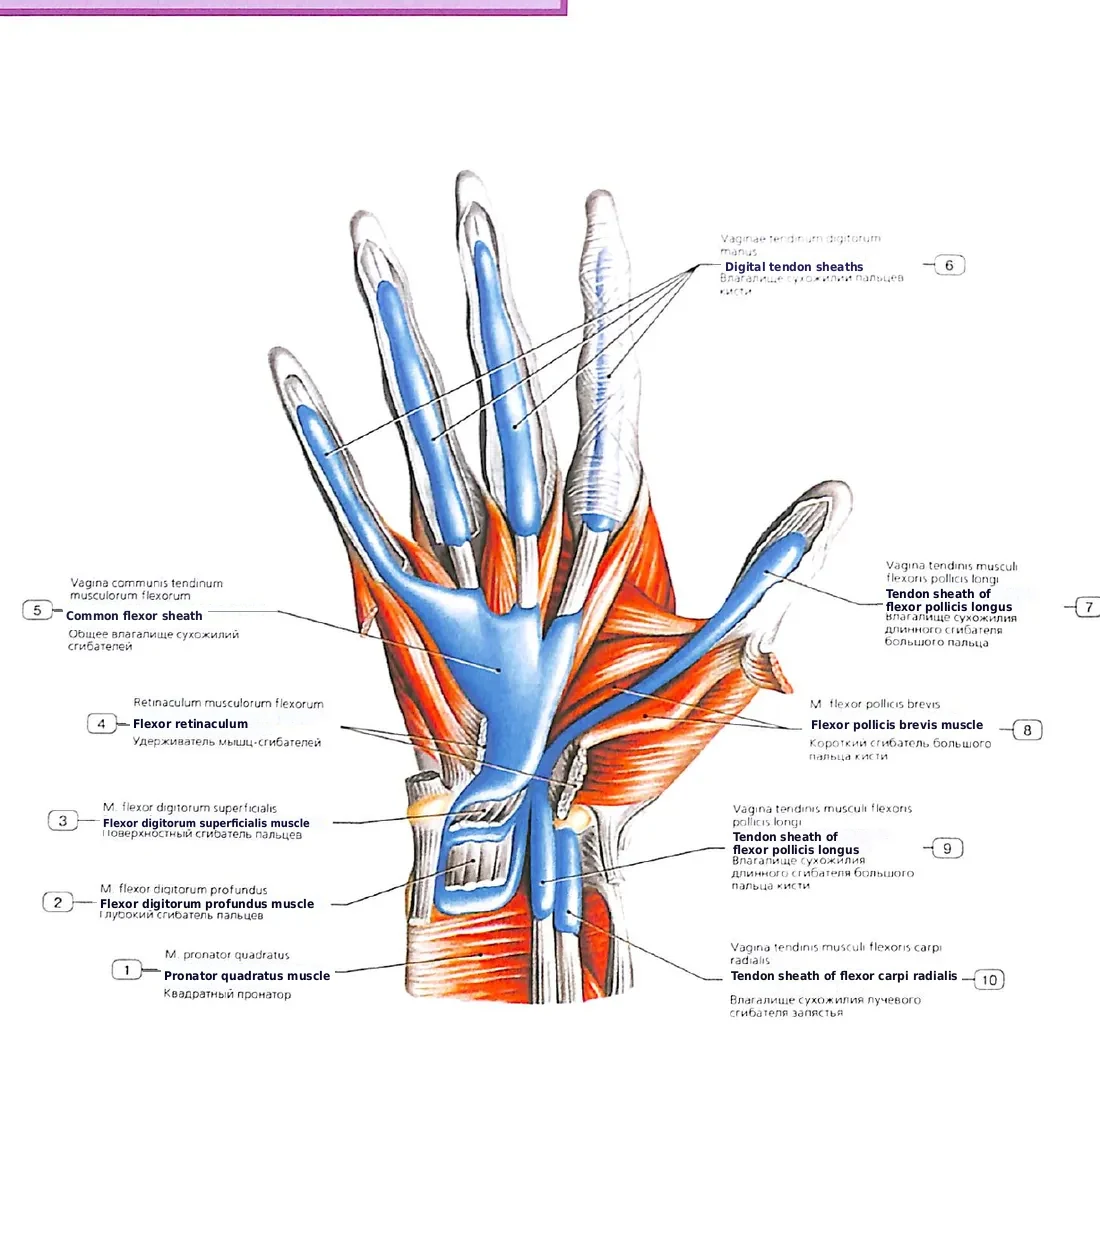 Vaginae tendinum digitorum
manus
Digital tendon sheaths
6
Влагалище сухожилий пальцев
кисти
Vagina communis tendinum
musculorum flexorum
5
Common flexor sheath
Общее влагалище сухожилий
сгибателей
Vagina tendinis musculi
flexoris pollicis longi
Tendon sheath of
flexor pollicis longus
7
Влагалище сухожилия
длинного сгибателя
большого пальца
Retinaculum musculorum flexorum
4
Flexor retinaculum
Удерживатель мышц-сгибателей
M. flexor pollicis brevis
Flexor pollicis brevis muscle
8
Короткий сгибатель большого
пальца кисти
M. flexor digitorum superficialis
3
Flexor digitorum superficialis muscle
Поверхностный сгибатель пальцев
Vagina tendinis musculi flexoris
pollicis longi
Tendon sheath of
flexor pollicis longus
9
Влагалище сухожилия
длинного сгибателя большого
пальца кисти
M. flexor digitorum profundus
2
Flexor digitorum profundus muscle
Глубокий сгибатель пальцев
M. pronator quadratus
1
Pronator quadratus muscle
Квадратный пронатор
Vagina tendinis musculi flexoris carpi
radialis
Tendon sheath of flexor carpi radialis
10
Влагалище сухожилия лучевого
сгибателя запястья